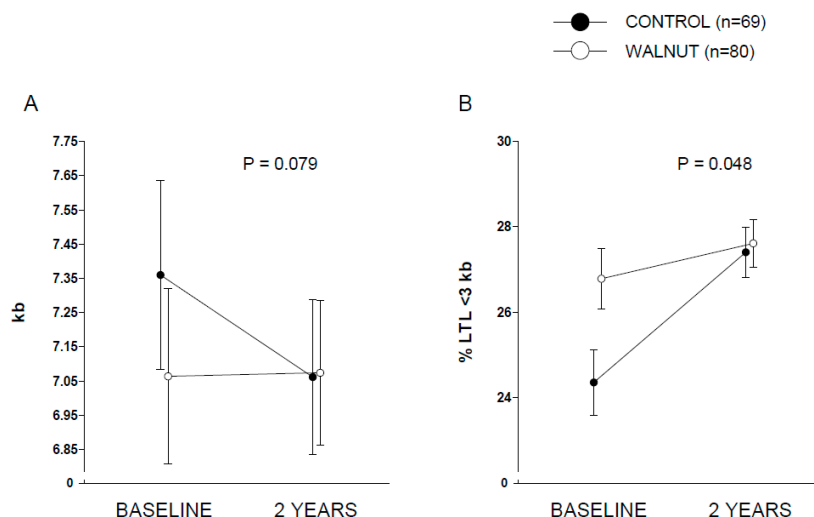 CONTROL (n=69)
WALNUT (n=80)
A
7.75
7.65
7.55
7.45
7.35
7.25
7.15
7.05
6.95
6.85
0
kb
P = 0.079
BASELINE
2 YEARS
B
30
28
26
24
0
% LTL <3 kb
P = 0.048
BASELINE
2 YEARS